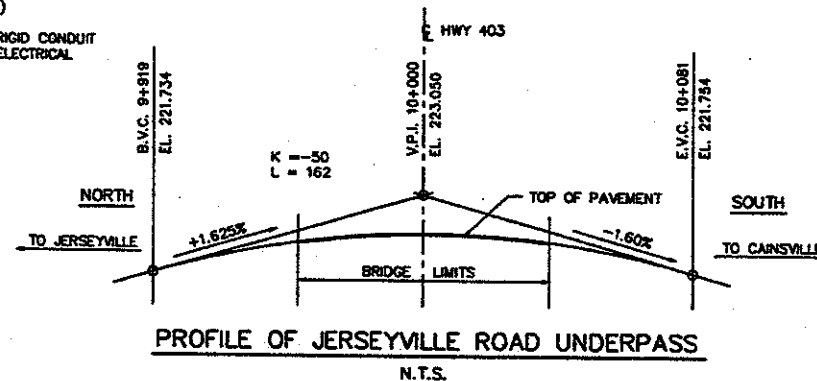 )
RIGID CONDUIT
ELECTRICAL
℄ HWY 403
B.V.C. 9+919
EL. 221.734
V.P.I. 10+000
EL. 223.050
E.V.C. 10+081
EL. 221.754
K =-50
L = 162
NORTH
TOP OF PAVEMENT
SOUTH
+1.625%
-1.60%
TO JERSEYVILLE
TO CAINSVILLE
BRIDGE LIMITS
PROFILE OF JERSEYVILLE ROAD UNDERPASS
N.T.S.